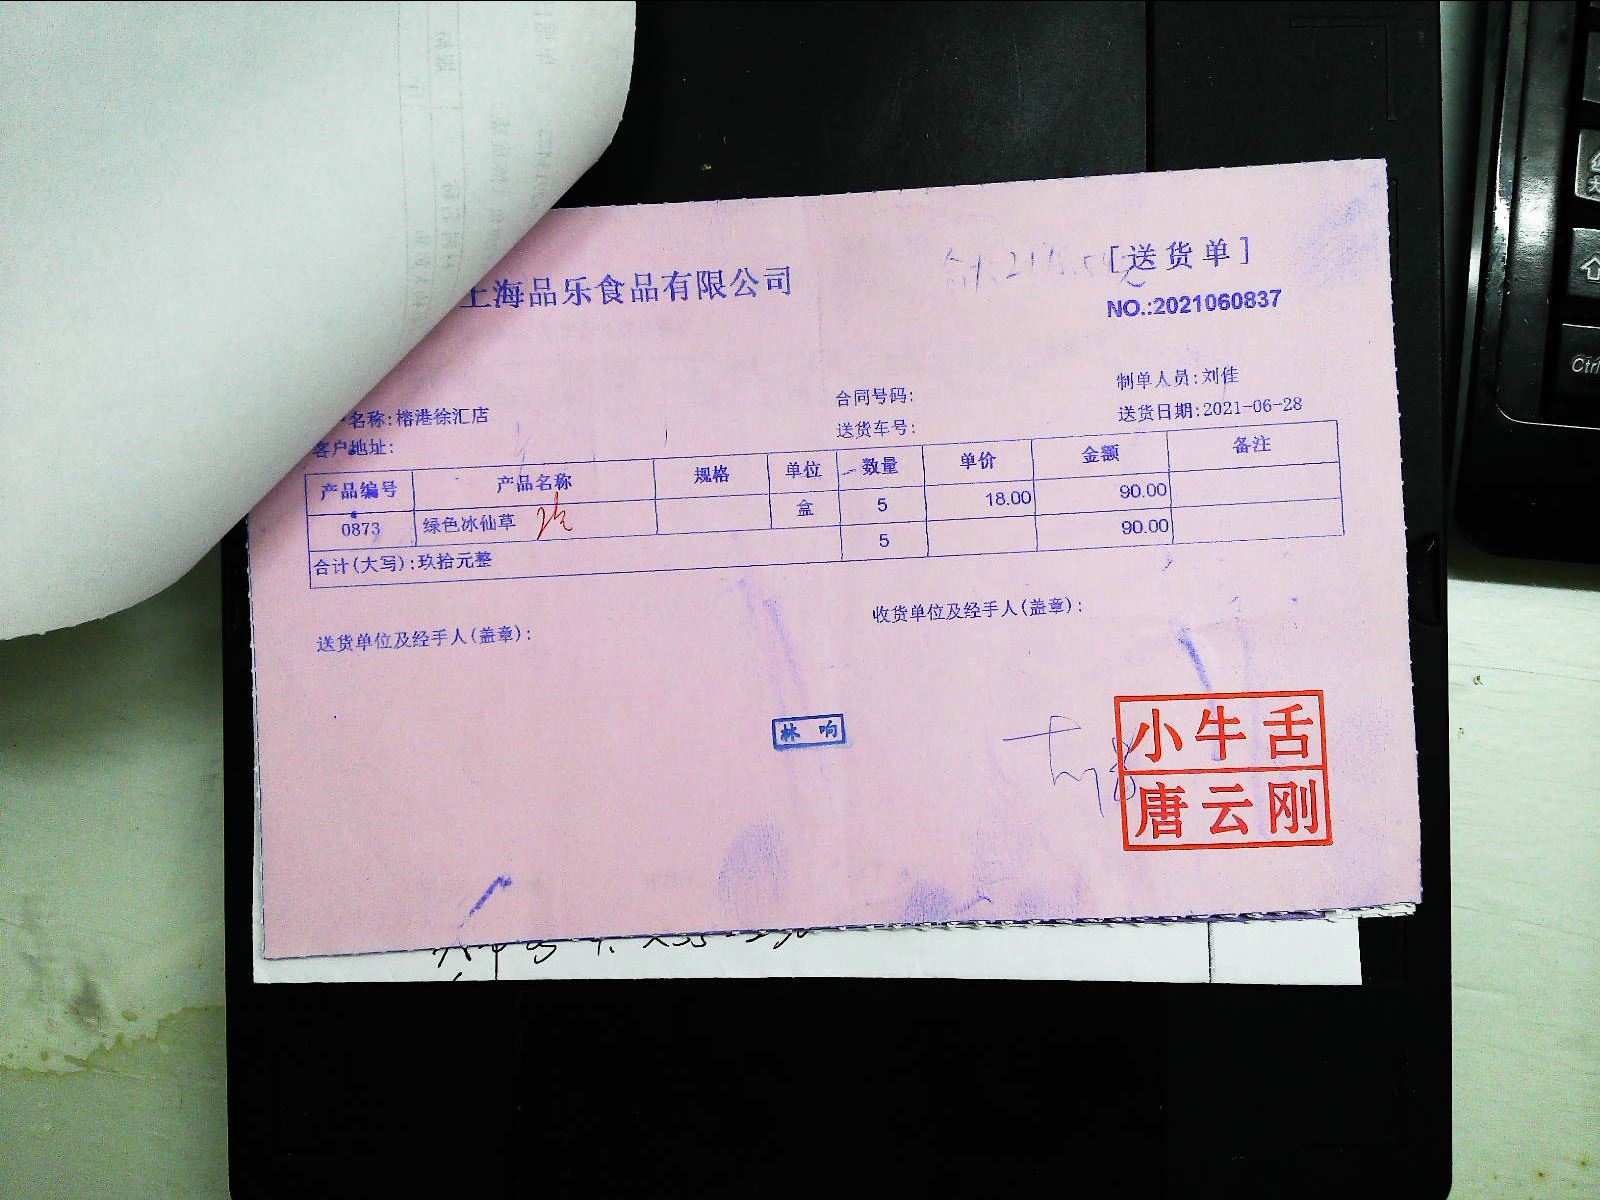 上海品乐食品有限公司
[送货单]
NO.:2021060837
名称:榕港徐汇店
合同号码:
制单人员:刘佳
客户地址:
送货车号:
送货日期:2021-06-28
产品编号 产品名称 规格 单位 数量 单价 金额 备注
0873 绿色冰仙草 盒 5 18.00 90.00
合计(大写):玖拾元整 5 90.00
送货单位及经手人(盖章):
收货单位及经手人(盖章):
林响
小牛舌
唐云刚
Ctrl